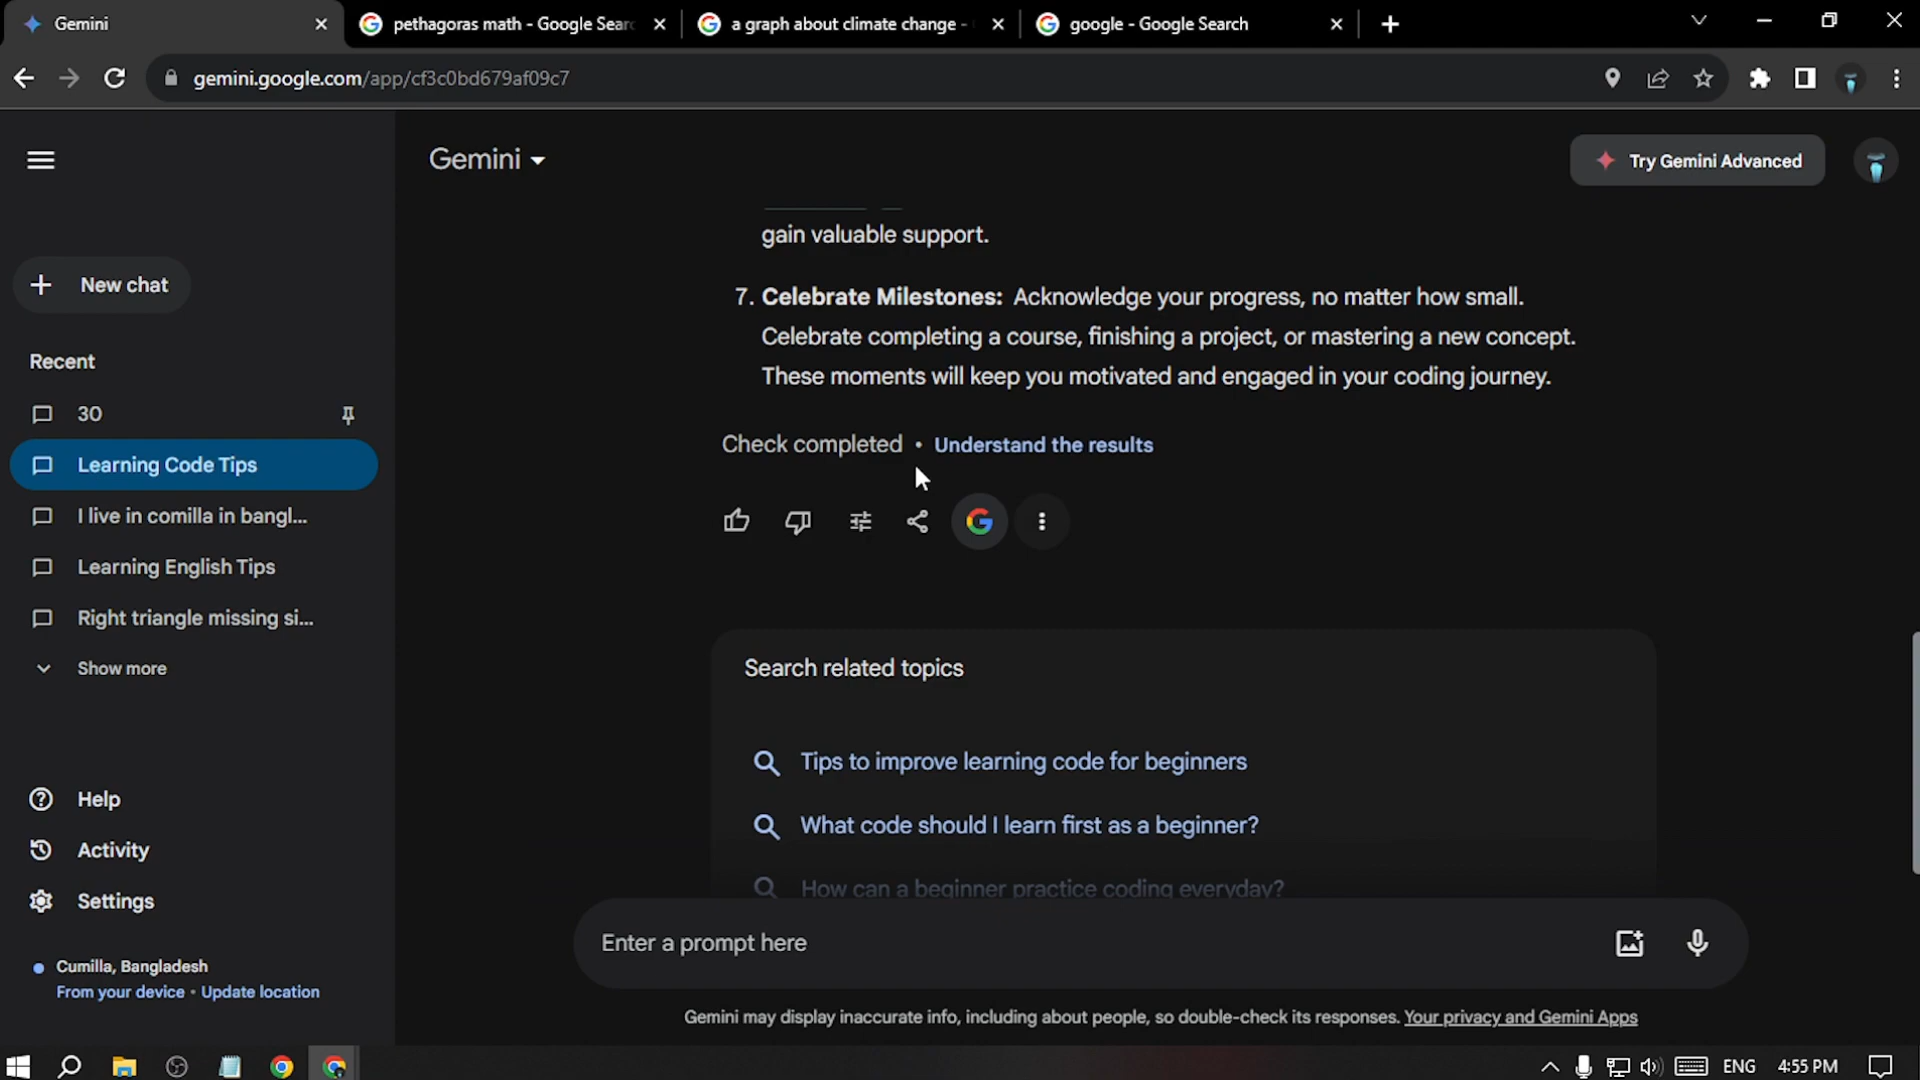 Gemini
pethagoras math - Google Sear
a graph about climate change -
google - Google Search
gemini.google.com/app/cf3c0bd679af09c7
Gemini
Try Gemini Advanced
New chat
Recent
30
Learning Code Tips
I live in comilla in bangl...
Learning English Tips
Right triangle missing si...
Show more
Help
Activity
Settings
Cumilla, Bangladesh
From your device • Update location
gain valuable support.
7. Celebrate Milestones: Acknowledge your progress, no matter how small.
Celebrate completing a course, finishing a project, or mastering a new concept.
These moments will keep you motivated and engaged in your coding journey.
Check completed • Understand the results
Search related topics
Tips to improve learning code for beginners
What code should I learn first as a beginner?
How can a beginner practice coding everyday?
Enter a prompt here
Gemini may display inaccurate info, including about people, so double-check its responses. Your privacy and Gemini Apps
ENG 4:55 PM